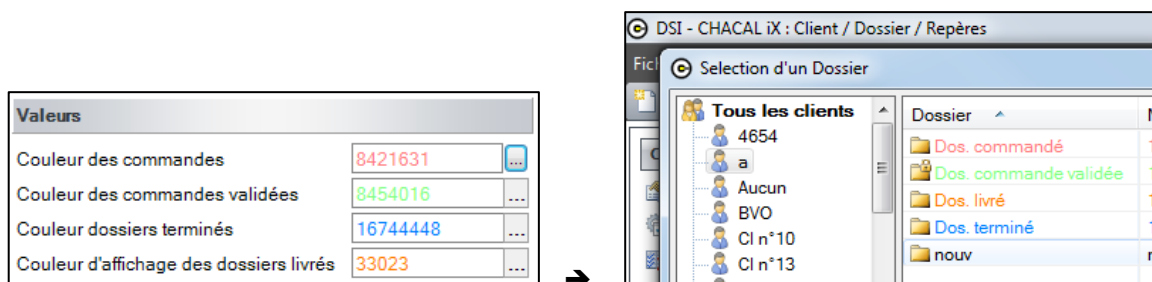 Valeurs
Couleur des commandes 8421631 ...
Couleur des commandes validées 8454016 ...
Couleur dossiers terminés 16744448 ...
Couleur d'affichage des dossiers livrés 33023 ...
➔
DSI - CHACAL iX : Client / Dossier / Repères
Fich
Selection d'un Dossier
Tous les clients
4654
a
Aucun
BVO
Cl n°10
Cl n°13
Dossier
Dos. commandé
Dos. commande validée
Dos. livré
Dos. terminé
nouv